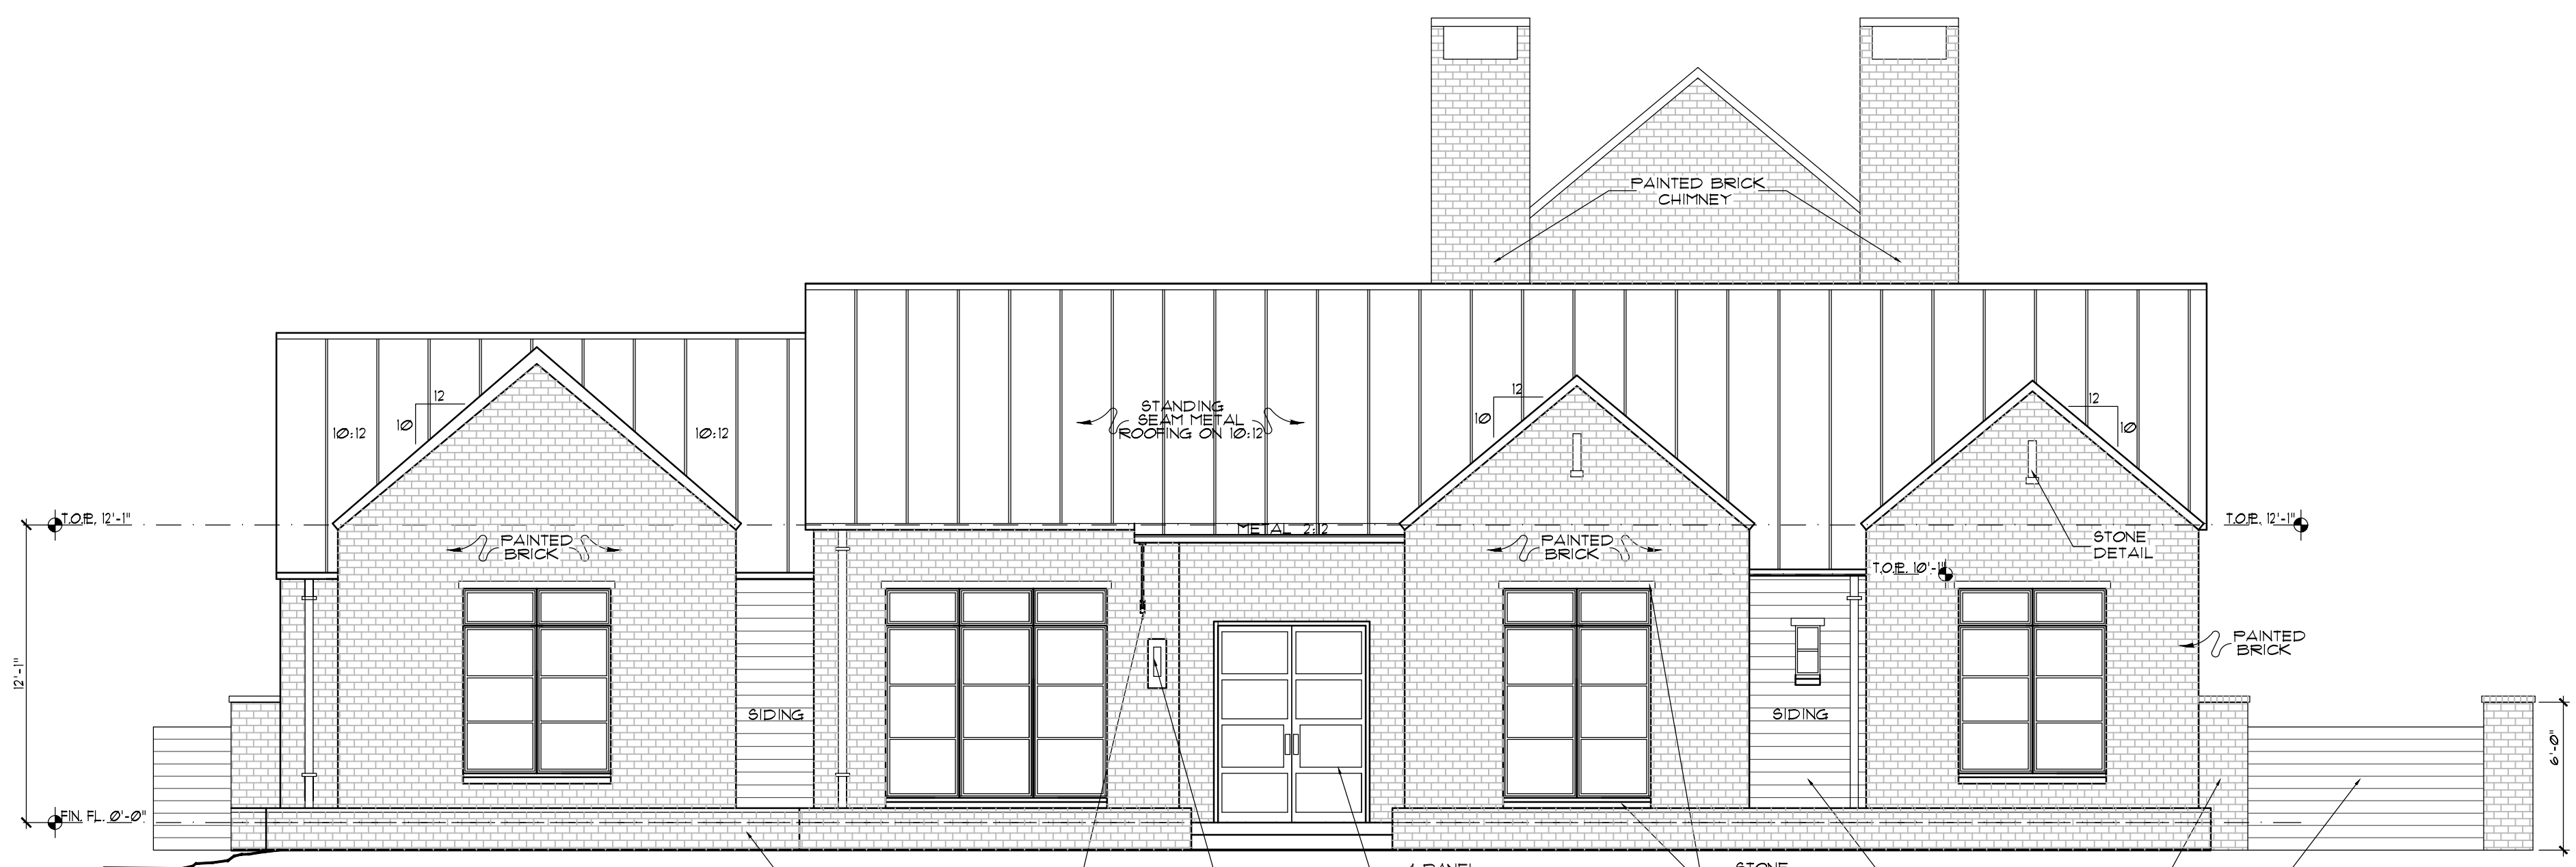 PAINTED BRICK
CHIMNEY
12
10
10:12
10:12
STANDING
SEAM METAL
ROOFING ON 10:12
12
10
12
10
T.O.P. 12'-1"
METAL 2:12
T.O.P. 12'-1"
PAINTED
BRICK
PAINTED
BRICK
STONE
DETAIL
T.O.P. 10'-1"
PAINTED
BRICK
12'-1"
SIDING
SIDING
6'-0"
FIN. FL. 0'-0"
PANEL
STONE